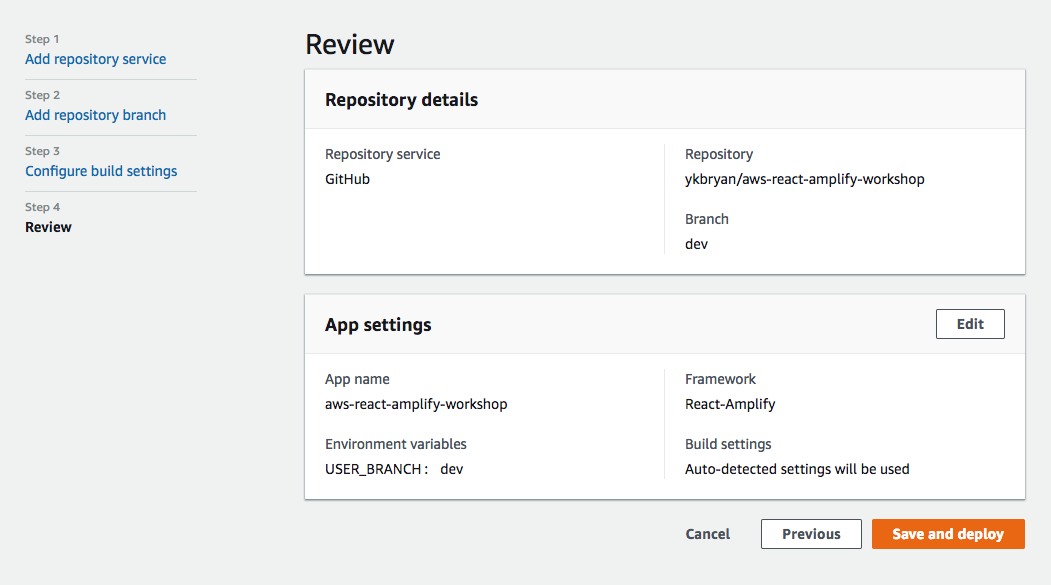 Step 1
Add repository service
Step 2
Add repository branch
Step 3
Configure build settings
Step 4
Review
Review
Repository details
Repository service
GitHub
Repository
ykbryan/aws-react-amplify-workshop
Branch
dev
App settings
Edit
App name
aws-react-amplify-workshop
Environment variables
USER_BRANCH : dev
Framework
React-Amplify
Build settings
Auto-detected settings will be used
Cancel
Previous
Save and deploy